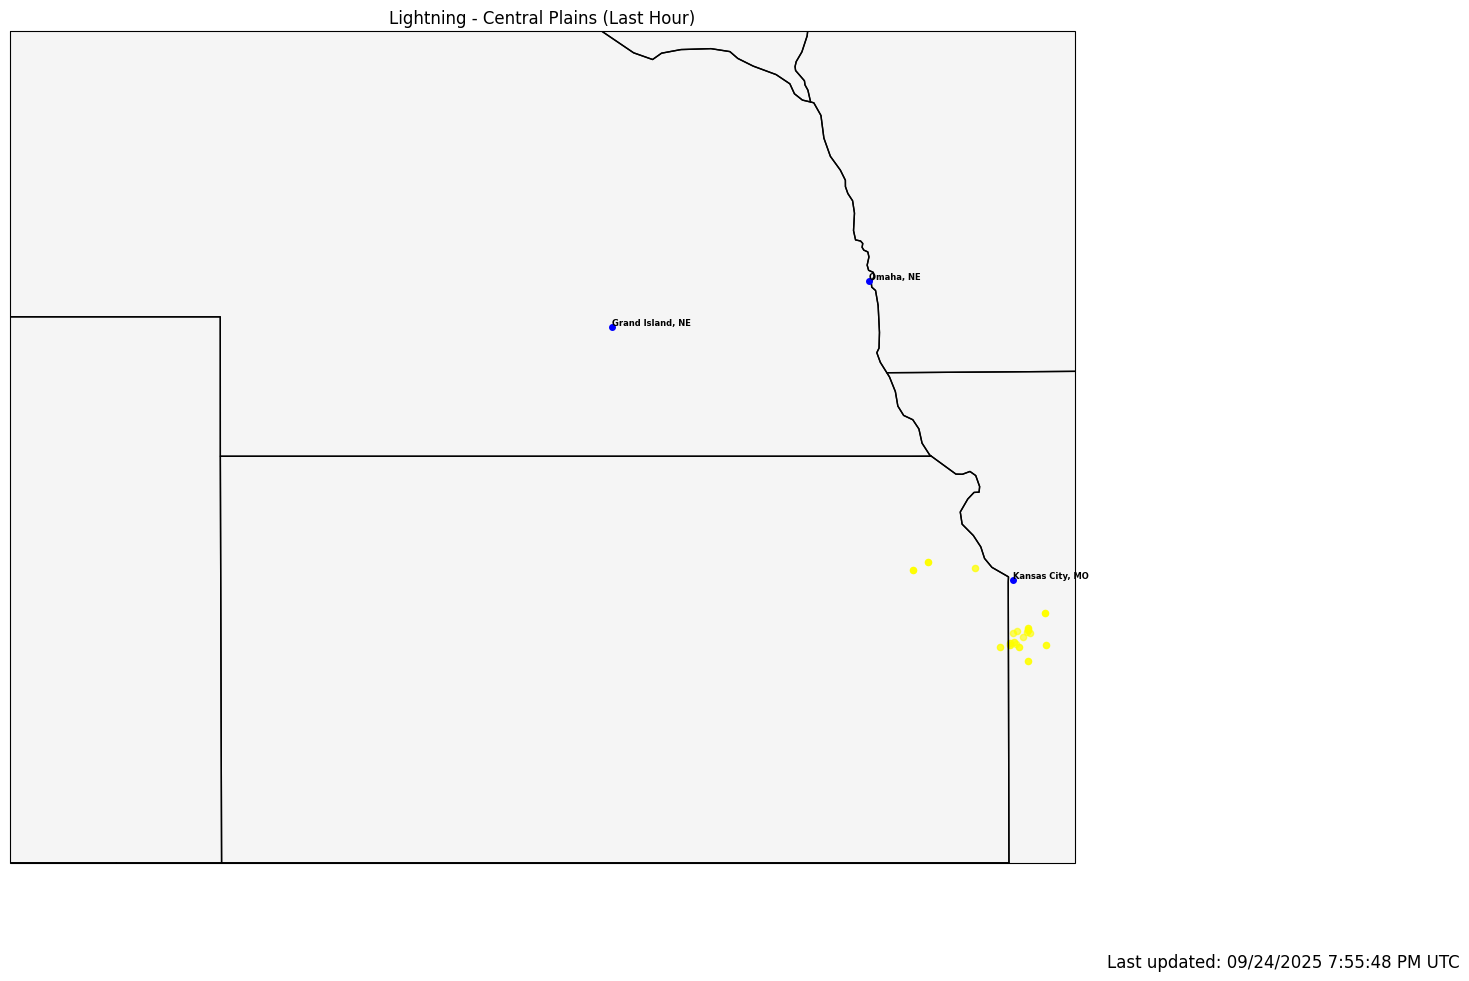 Lightning - Central Plains (Last Hour)
Omaha, NE
Grand Island, NE
Kansas City, MO
Last updated: 09/24/2025 7:55:48 PM UTC